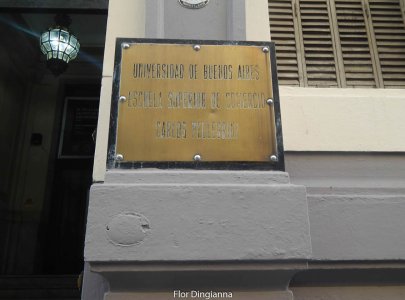 UNIVERSIDAD DE BUENOS AIRES
ESCUELA SUPERIOR DE COMERCIO
CARLOS PELLEGRINI
Flor Dingianna